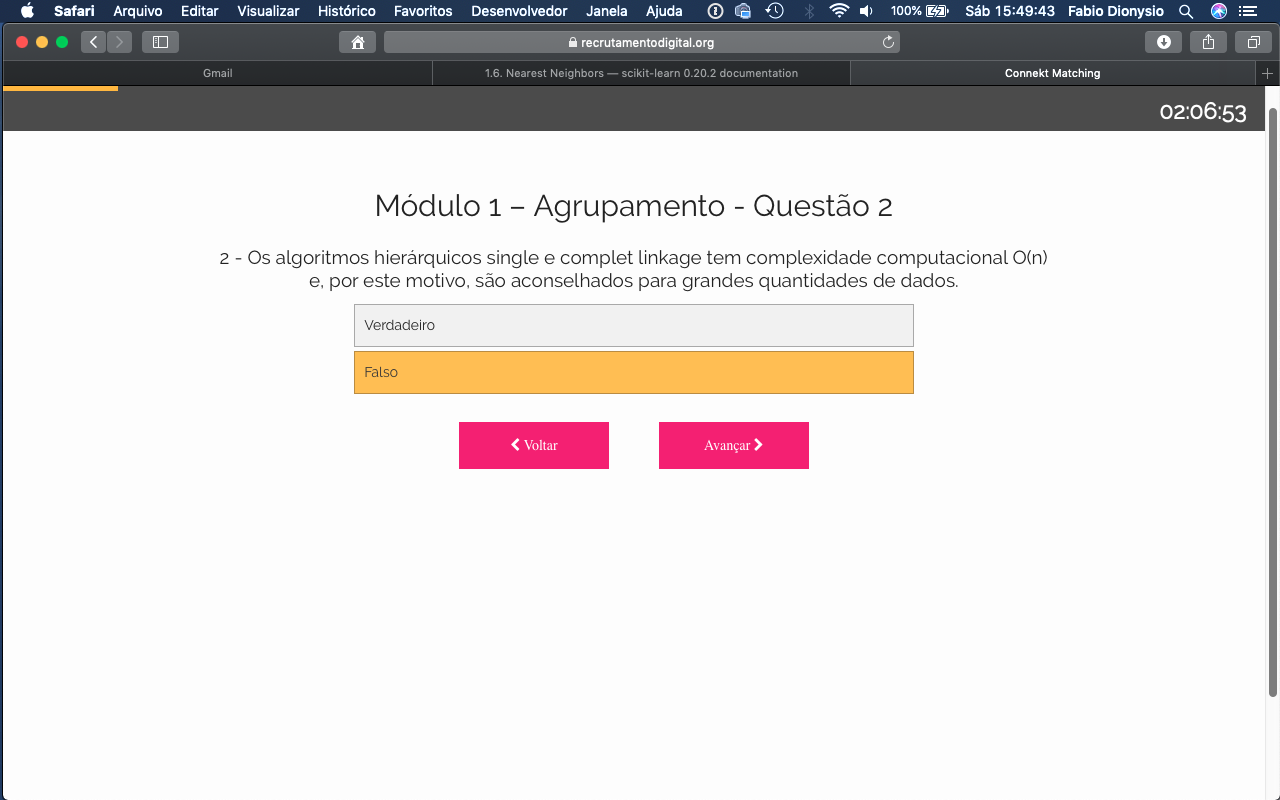 Safari Arquivo Editar Visualizar Histórico Favoritos Desenvolvedor Janela Ajuda 100% Sáb 15:49:43 Fabio Dionysio
recrutamentodigital.org
Gmail 1.6. Nearest Neighbors — scikit-learn 0.20.2 documentation Connekt Matching
02:06:53
Módulo 1 – Agrupamento - Questão 2
2 - Os algoritmos hierárquicos single e complet linkage tem complexidade computacional O(n)
e, por este motivo, são aconselhados para grandes quantidades de dados.
Verdadeiro
Falso
Voltar Avançar